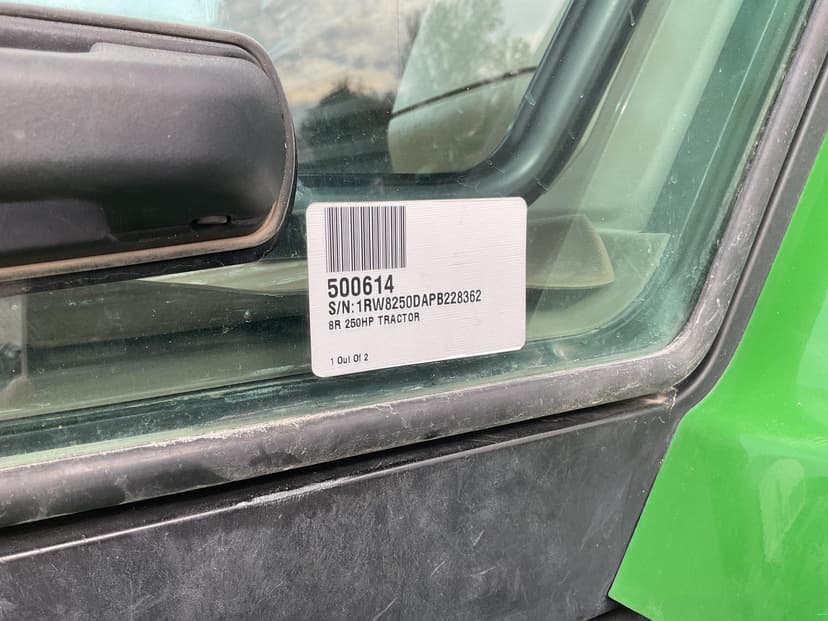 500614
S/N:1RW8250DAPB228362
8R 250HP TRACTOR
1 Out Of 2